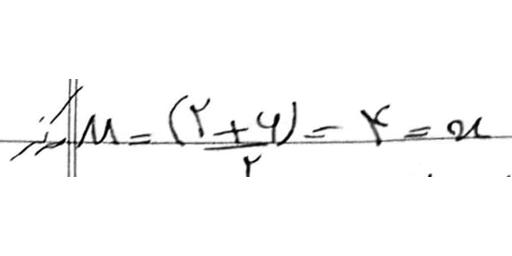 M = (۲+۶)/۲ = ۴ = x